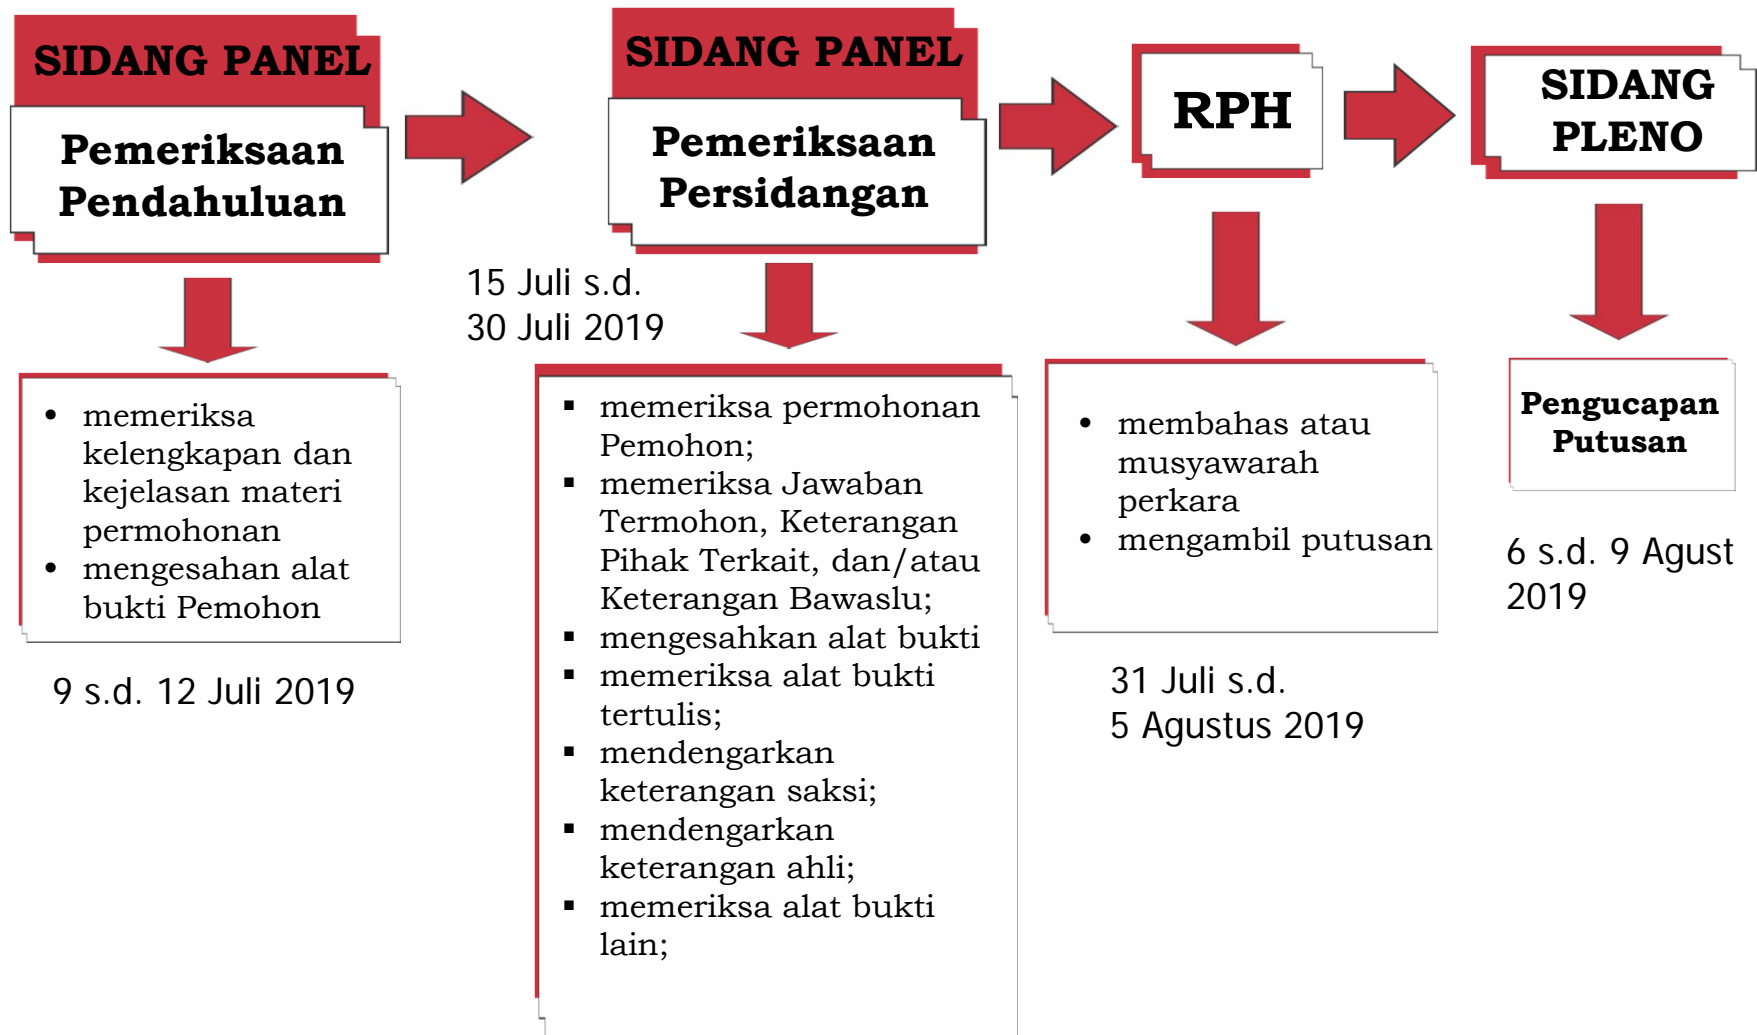 SIDANG PANEL
Pemeriksaan
Pendahuluan
SIDANG PANEL
Pemeriksaan
Persidangan
RPH
SIDANG
PLENO
• memeriksa
kelengkapan dan
kejelasan materi
permohonan
• mengesahan alat
bukti Pemohon
9 s.d. 12 Juli 2019
15 Juli s.d.
30 Juli 2019
▪ memeriksa permohonan
Pemohon;
▪ memeriksa Jawaban
Termohon, Keterangan
Pihak Terkait, dan/atau
Keterangan Bawaslu;
▪ mengesahkan alat bukti
▪ memeriksa alat bukti
tertulis;
▪ mendengarkan
keterangan saksi;
▪ mendengarkan
keterangan ahli;
▪ memeriksa alat bukti
lain;
• membahas atau
musyawarah
perkara
• mengambil putusan
31 Juli s.d.
5 Agustus 2019
Pengucapan
Putusan
6 s.d. 9 Agust
2019